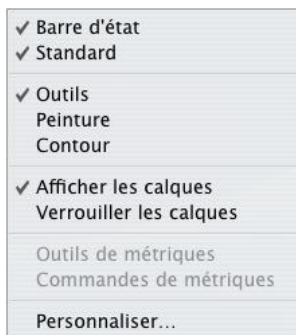 Barre d'état
Standard
Outils
Peinture
Contour
Afficher les calques
Verrouiller les calques
Outils de métriques
Commandes de métriques
Personnaliser...